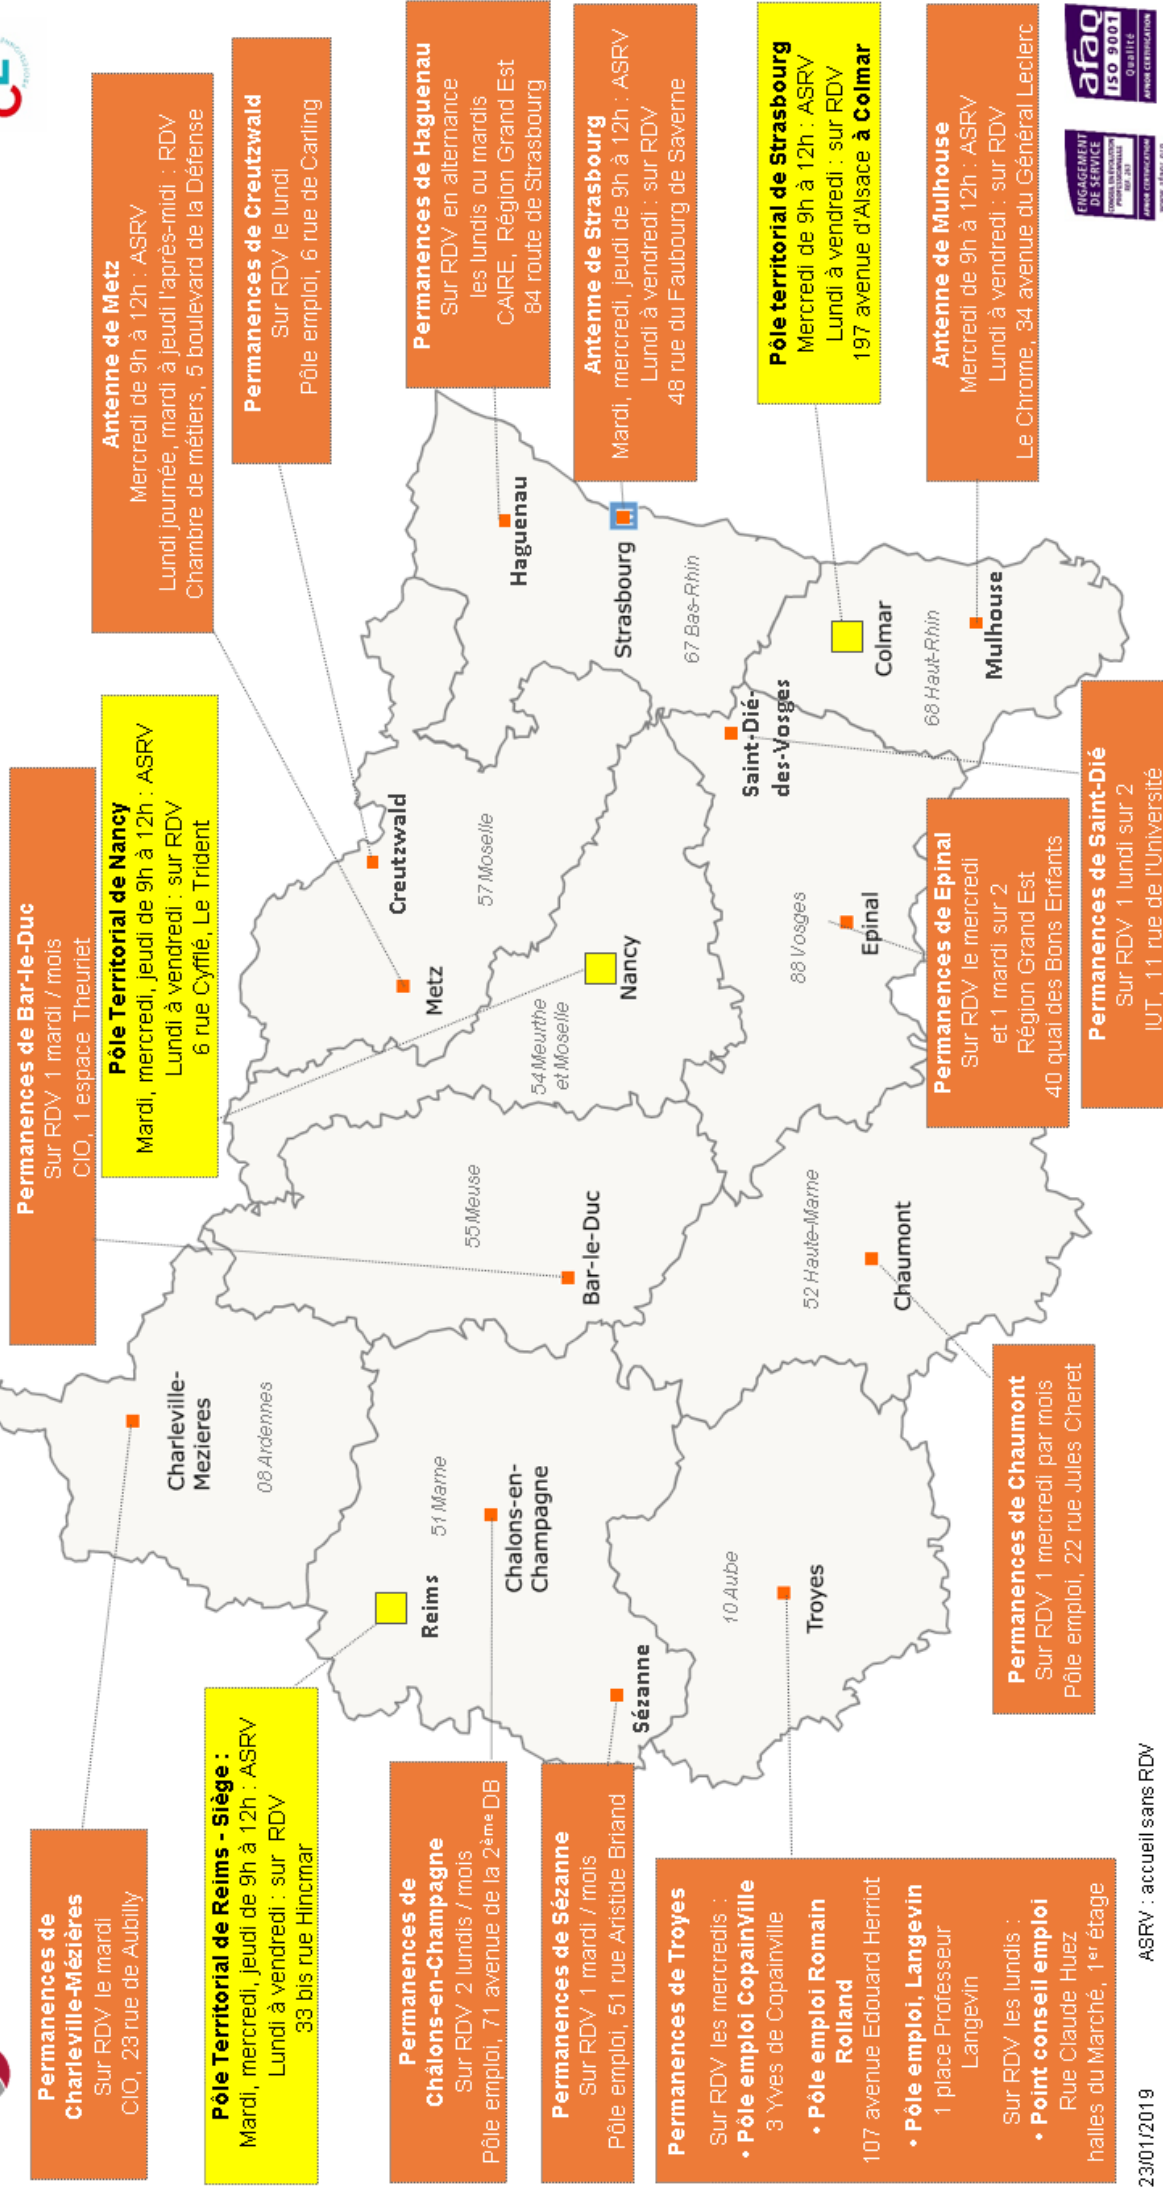 Permanences de
Charleville-Mézières
Sur RDV le mardi
CIO, 23 rue de Aubilly
Pôle Territorial de Reims - Siège :
Mardi, mercredi, jeudi de 9h à 12h : ASRV
Lundi à vendredi : sur RDV
33 bis rue Hincmar
Permanences de
Châlons-en-Champagne
Sur RDV 2 lundis / mois
Pôle emploi, 71 avenue de la 2ème DB
Permanences de Sézanne
Sur RDV 1 mardi / mois
Pôle emploi, 51 rue Aristide Briand
Permanences de Troyes
Sur RDV les mercredis :
• Pôle emploi CopainVille
3 Yves de Copainville
• Pôle emploi Romain
Rolland
107 avenue Edouard Herriot
• Pôle emploi, Langevin
1 place Professeur
Langevin
Sur RDV les lundis :
• Point conseil emploi
Rue Claude Huez
halles du Marché, 1er étage
Permanences de Bar-le-Duc
Sur RDV 1 mardi / mois
CIO, 1 espace Theuriet
Pôle Territorial de Nancy
Mardi, mercredi, jeudi de 9h à 12h : ASRV
Lundi à vendredi : sur RDV
6 rue Cyfflé, Le Trident
Antenne de Metz
Mercredi de 9h à 12h : ASRV
Lundi journée, mardi à jeudi l'après-midi : RDV
Chambre de métiers, 5 boulevard de la Défense
Permanences de Creutzwald
Sur RDV le lundi
Pôle emploi, 6 rue de Carling
Permanences de Haguenau
Sur RDV en alternance
les lundis ou mardis
CAIRE, Région Grand Est
84 route de Strasbourg
Antenne de Strasbourg
Mardi, mercredi, jeudi de 9h à 12h : ASRV
Lundi à vendredi : sur RDV
48 rue du Faubourg de Saverne
Pôle territorial de Strasbourg
Mercredi de 9h à 12h : ASRV
Lundi à vendredi : sur RDV
197 avenue d'Alsace à Colmar
Antenne de Mulhouse
Mercredi de 9h à 12h : ASRV
Lundi à vendredi : sur RDV
Le Chrome, 34 avenue du Général Leclerc
Charleville-
Mezieres
08 Ardennes
Reims
51 Marne
Chalons-en-
Champagne
Sézanne
10 Aube
Troyes
55 Meuse
Bar-le-Duc
52 Haute-Marne
Chaumont
Metz
Creutzwald
57 Moselle
54 Meurthe
et Moselle
Nancy
88 Vosges
Epinal
Saint-Dié-
des-Vosges
Haguenau
Strasbourg
67 Bas-Rhin
Colmar
68 Haut-Rhin
Mulhouse
Permanences de Chaumont
Sur RDV 1 mercredi par mois
Pôle emploi, 22 rue Jules Cheret
Permanences de Epinal
Sur RDV le mercredi
et 1 mardi sur 2
Région Grand Est
40 quai des Bons Enfants
Permanences de Saint-Dié
Sur RDV 1 lundi sur 2
IUT, 11 rue de l'Université
23/01/2019
ASRV : accueil sans RDV
ENGAGEMENT
DE SERVICE
CONSEIL EN EVOLUTION
PROFESSIONNELLE
AFNOR CERTIFICATION
afaq
ISO 9001
Qualité
AFNOR CERTIFICATION